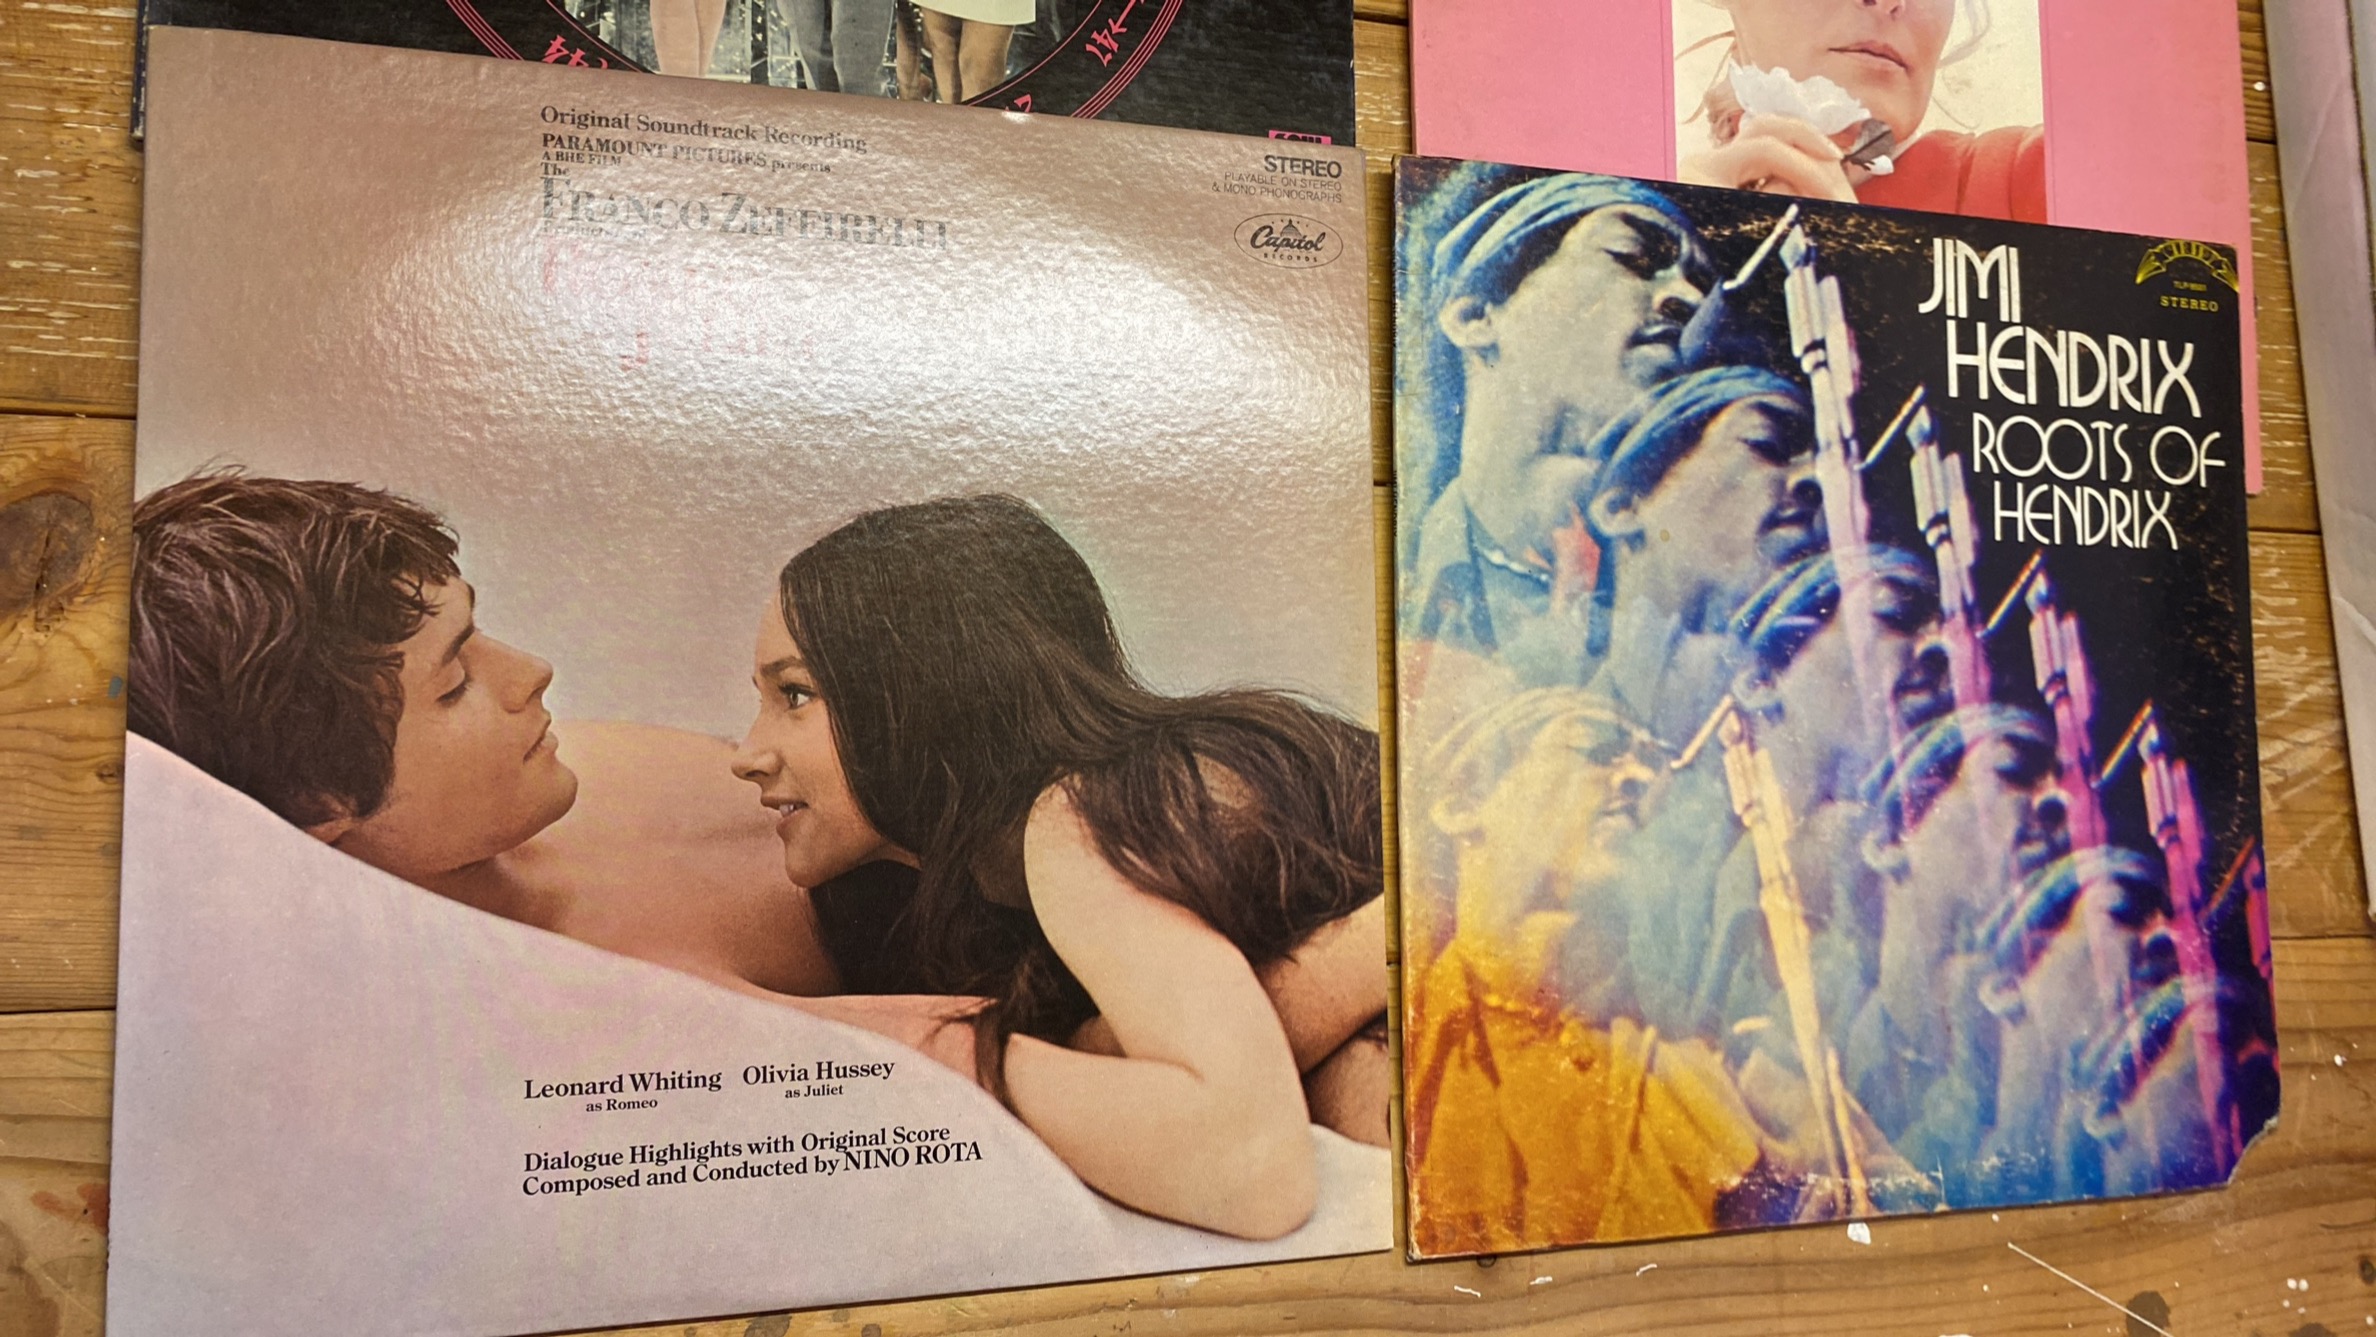 Original Soundtrack Recording
PARAMOUNT PICTURES presents
A BHE FILM
The
FRANCO ZEFFIRELLI
STEREO
PLAYABLE ON STEREO
& MONO PHONOGRAPHS
Capitol
RECORDS
Leonard Whiting Olivia Hussey
as Romeo as Juliet
Dialogue Highlights with Original Score
Composed and Conducted by NINO ROTA
JIMI
HENDRIX
ROOTS OF
HENDRIX
STEREO